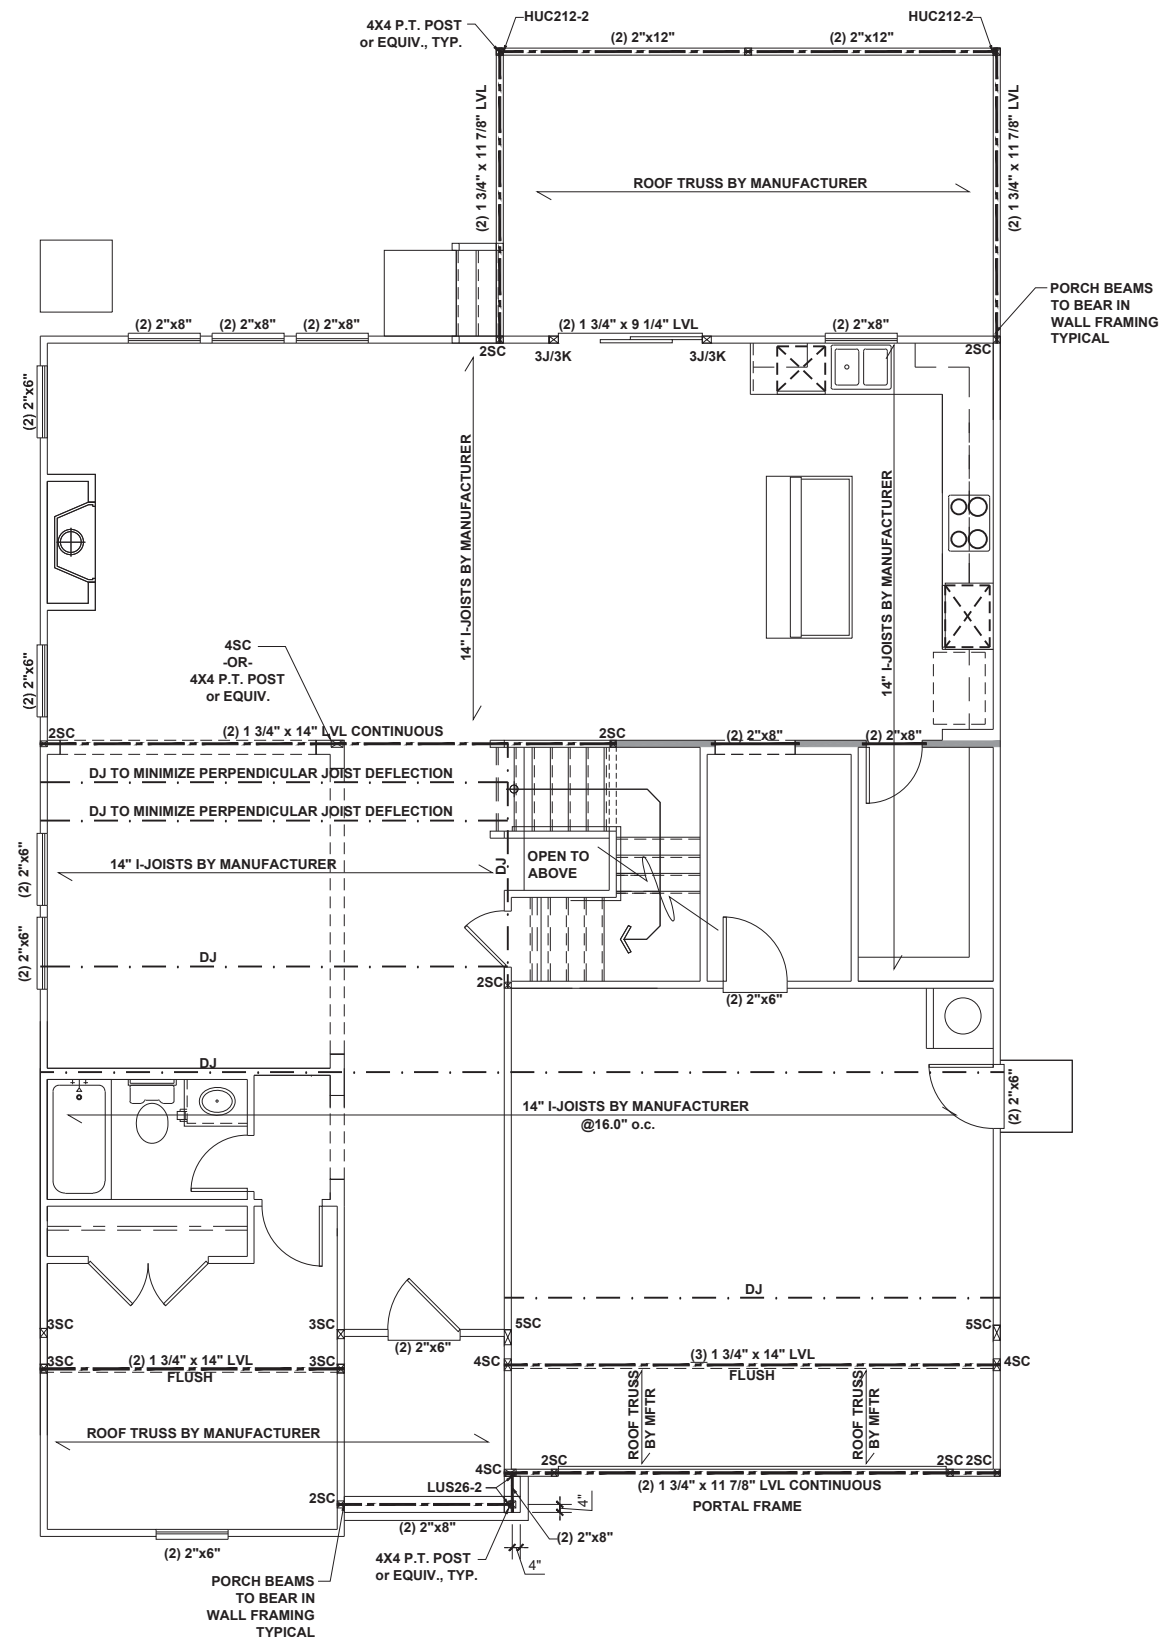 4X4 P.T. POST
or EQUIV., TYP.
HUC212-2
HUC212-2
(2) 2"x12"
(2) 2"x12"
(2) 1 3/4" x 11 7/8" LVL
(2) 1 3/4" x 11 7/8" LVL
ROOF TRUSS BY MANUFACTURER
PORCH BEAMS
TO BEAR IN
WALL FRAMING
TYPICAL
(2) 2"x8"
(2) 2"x8"
(2) 2"x8"
(2) 1 3/4" x 9 1/4" LVL
(2) 2"x8"
2SC
3J/3K
3J/3K
2SC
(2) 2"x6"
14" I-JOISTS BY MANUFACTURER
14" I-JOISTS BY MANUFACTURER
4SC
-OR-
4X4 P.T. POST
or EQUIV.
(2) 2"x6"
2SC
(2) 1 3/4" x 14" LVL CONTINUOUS
2SC
(2) 2"x8"
(2) 2"x8"
DJ TO MINIMIZE PERPENDICULAR JOIST DEFLECTION
DJ TO MINIMIZE PERPENDICULAR JOIST DEFLECTION
(2) 2"x6"
14" I-JOISTS BY MANUFACTURER
DJ
OPEN TO
ABOVE
(2) 2"x6"
DJ
2SC
(2) 2"x6"
DJ
(2) 2"x6"
14" I-JOISTS BY MANUFACTURER
@16.0" o.c.
DJ
3SC
3SC
5SC
5SC
(2) 2"x6"
3SC
(2) 1 3/4" x 14" LVL
3SC
FLUSH
4SC
(3) 1 3/4" x 14" LVL
4SC
FLUSH
ROOF TRUSS
BY MFTR
ROOF TRUSS
BY MFTR
ROOF TRUSS BY MANUFACTURER
4SC
2SC
2SC
2SC
LUS26-2
(2) 1 3/4" x 11 7/8" LVL CONTINUOUS
PORTAL FRAME
2SC
4"
(2) 2"x8"
(2) 2"x8"
(2) 2"x6"
4X4 P.T. POST
or EQUIV., TYP.
4"
PORCH BEAMS
TO BEAR IN
WALL FRAMING
TYPICAL